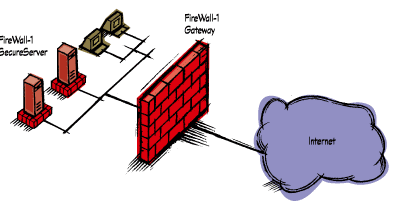 FireWall-1
Gateway
FireWall-1
SecureServer
Internet